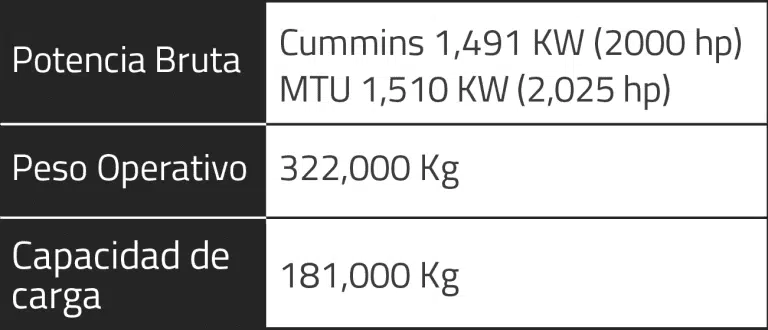 Potencia Bruta
Cummins 1,491 KW (2000 hp)
MTU 1,510 KW (2,025 hp)
Peso Operativo
322,000 Kg
Capacidad de
carga
181,000 Kg